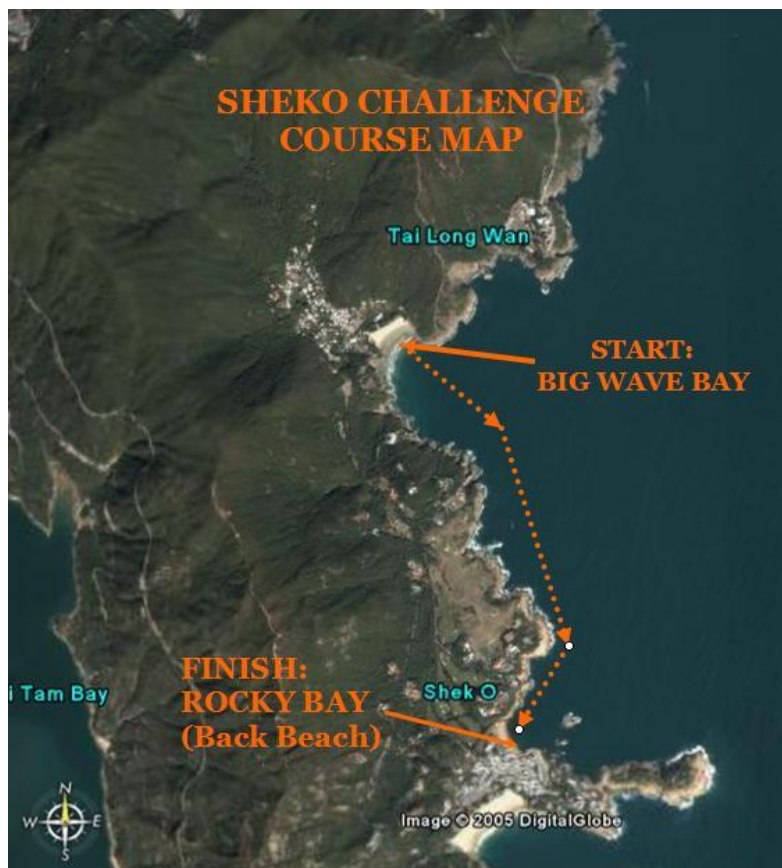 SHEKO CHALLENGE
COURSE MAP
Tai Long Wan
START:
BIG WAVE BAY
FINISH:
ROCKY BAY
(Back Beach)
i Tam Bay
Shek O
Image © 2005 DigitalGlobe
N
W
E
S